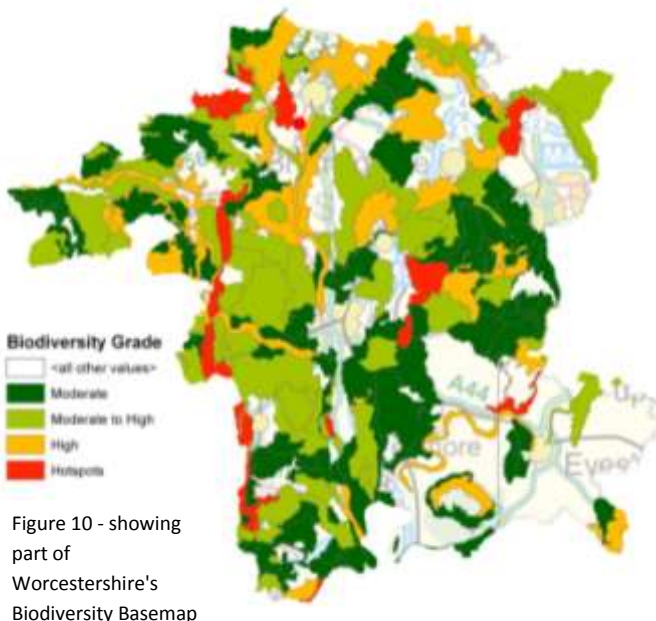 Biodiversity Grade
<all other values>
Moderate
Moderate to High
High
Hotspots
A44
Figure 10 - showing
part of
Worcestershire's
Biodiversity Basemap